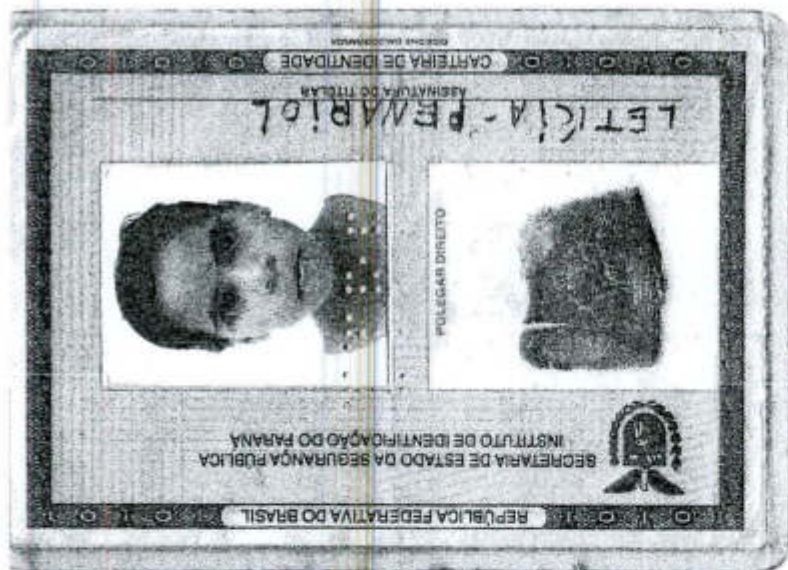 REPÚBLICA FEDERATIVA DO BRASIL
SECRETARIA DE ESTADO DA SEGURANÇA PÚBLICA
INSTITUTO DE IDENTIFICAÇÃO DO PARANÁ
POLEGAR DIREITO
LETICIA - PENARIOL
ASSINATURA DO TITULAR
CARTEIRA DE IDENTIDADE